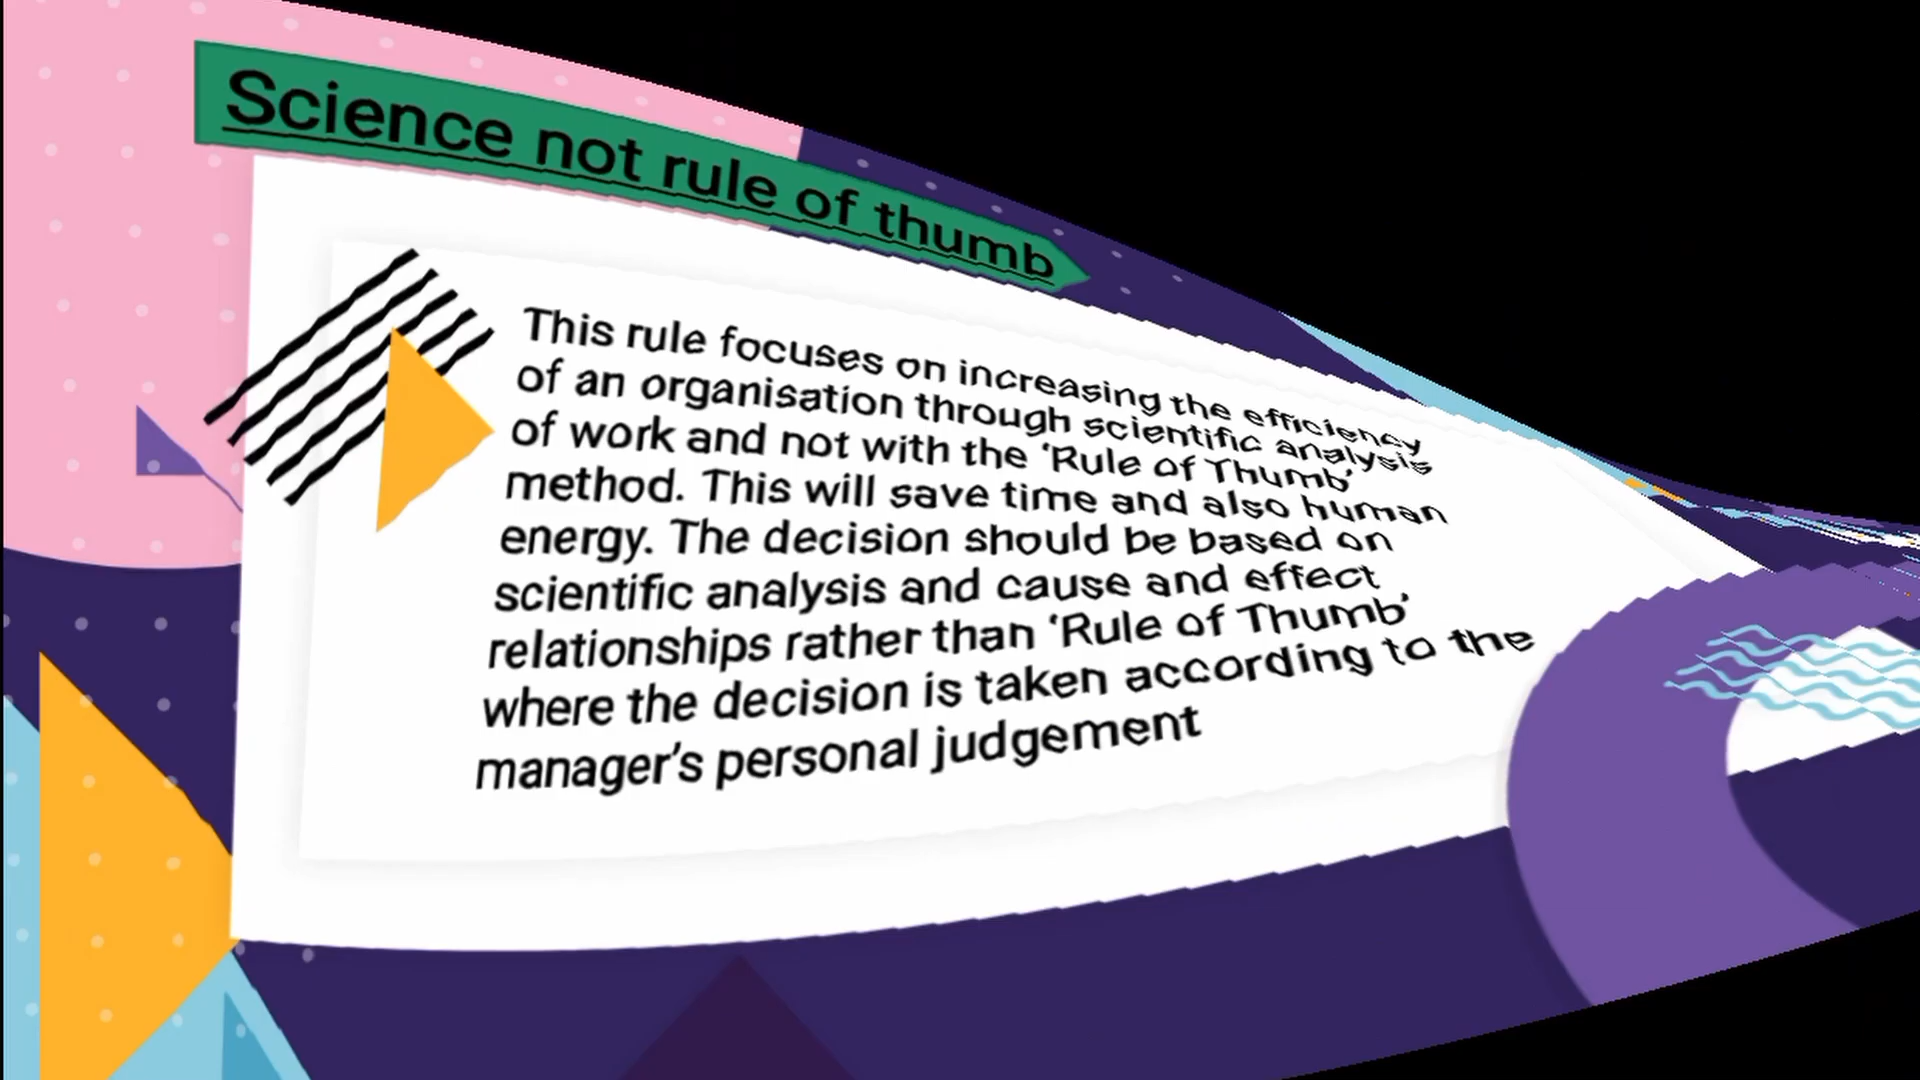 Science not rule of thumb
This rule focuses on increasing the efficiency
of an organisation through scientific analysis
of work and not with the ‘Rule of Thumb’
method. This will save time and also human
energy. The decision should be based on
scientific analysis and cause and effect
relationships rather than ‘Rule of Thumb’
where the decision is taken according to the
manager’s personal judgement